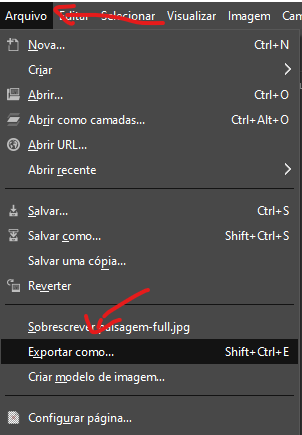 Arquivo Editar Selecionar Visualizar Imagem Cam
Nova... Ctrl+N
Criar
Abrir... Ctrl+O
Abrir como camadas... Ctrl+Alt+O
Abrir URL...
Abrir recente
Salvar... Ctrl+S
Salvar como... Shift+Ctrl+S
Salvar uma cópia...
Reverter
Sobrescrever paisagem-full.jpg
Exportar como... Shift+Ctrl+E
Criar modelo de imagem...
Configurar página...